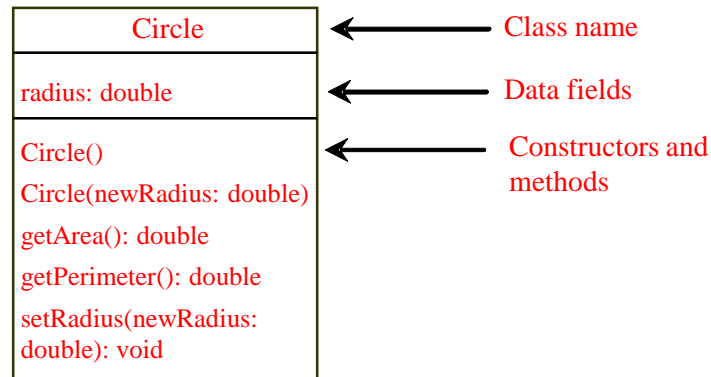 Circle
Class name
radius: double
Data fields
Circle()
Constructors and
methods
Circle(newRadius: double)
getArea(): double
getPerimeter(): double
setRadius(newRadius:
double): void